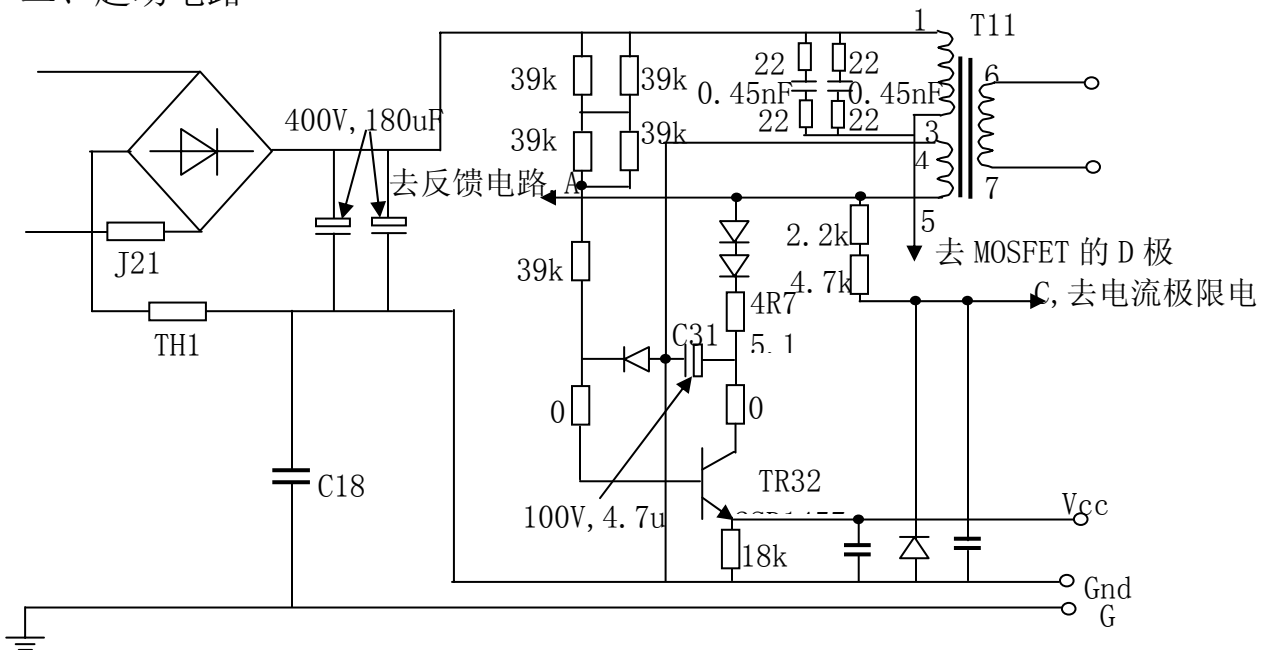 1
T11
39k
39k
22
22
6
0.45nF
0.45nF
400V,180uF
22
22
39k
39k
3
4
去反馈电路 A
7
5
2.2k
去 MOSFET 的 D 极
J21
39k
4.7k
C,去电流极限电
4R7
TH1
C31
5.1
0
0
C18
TR32
100V,4.7u
Vcc
18k
Gnd
G